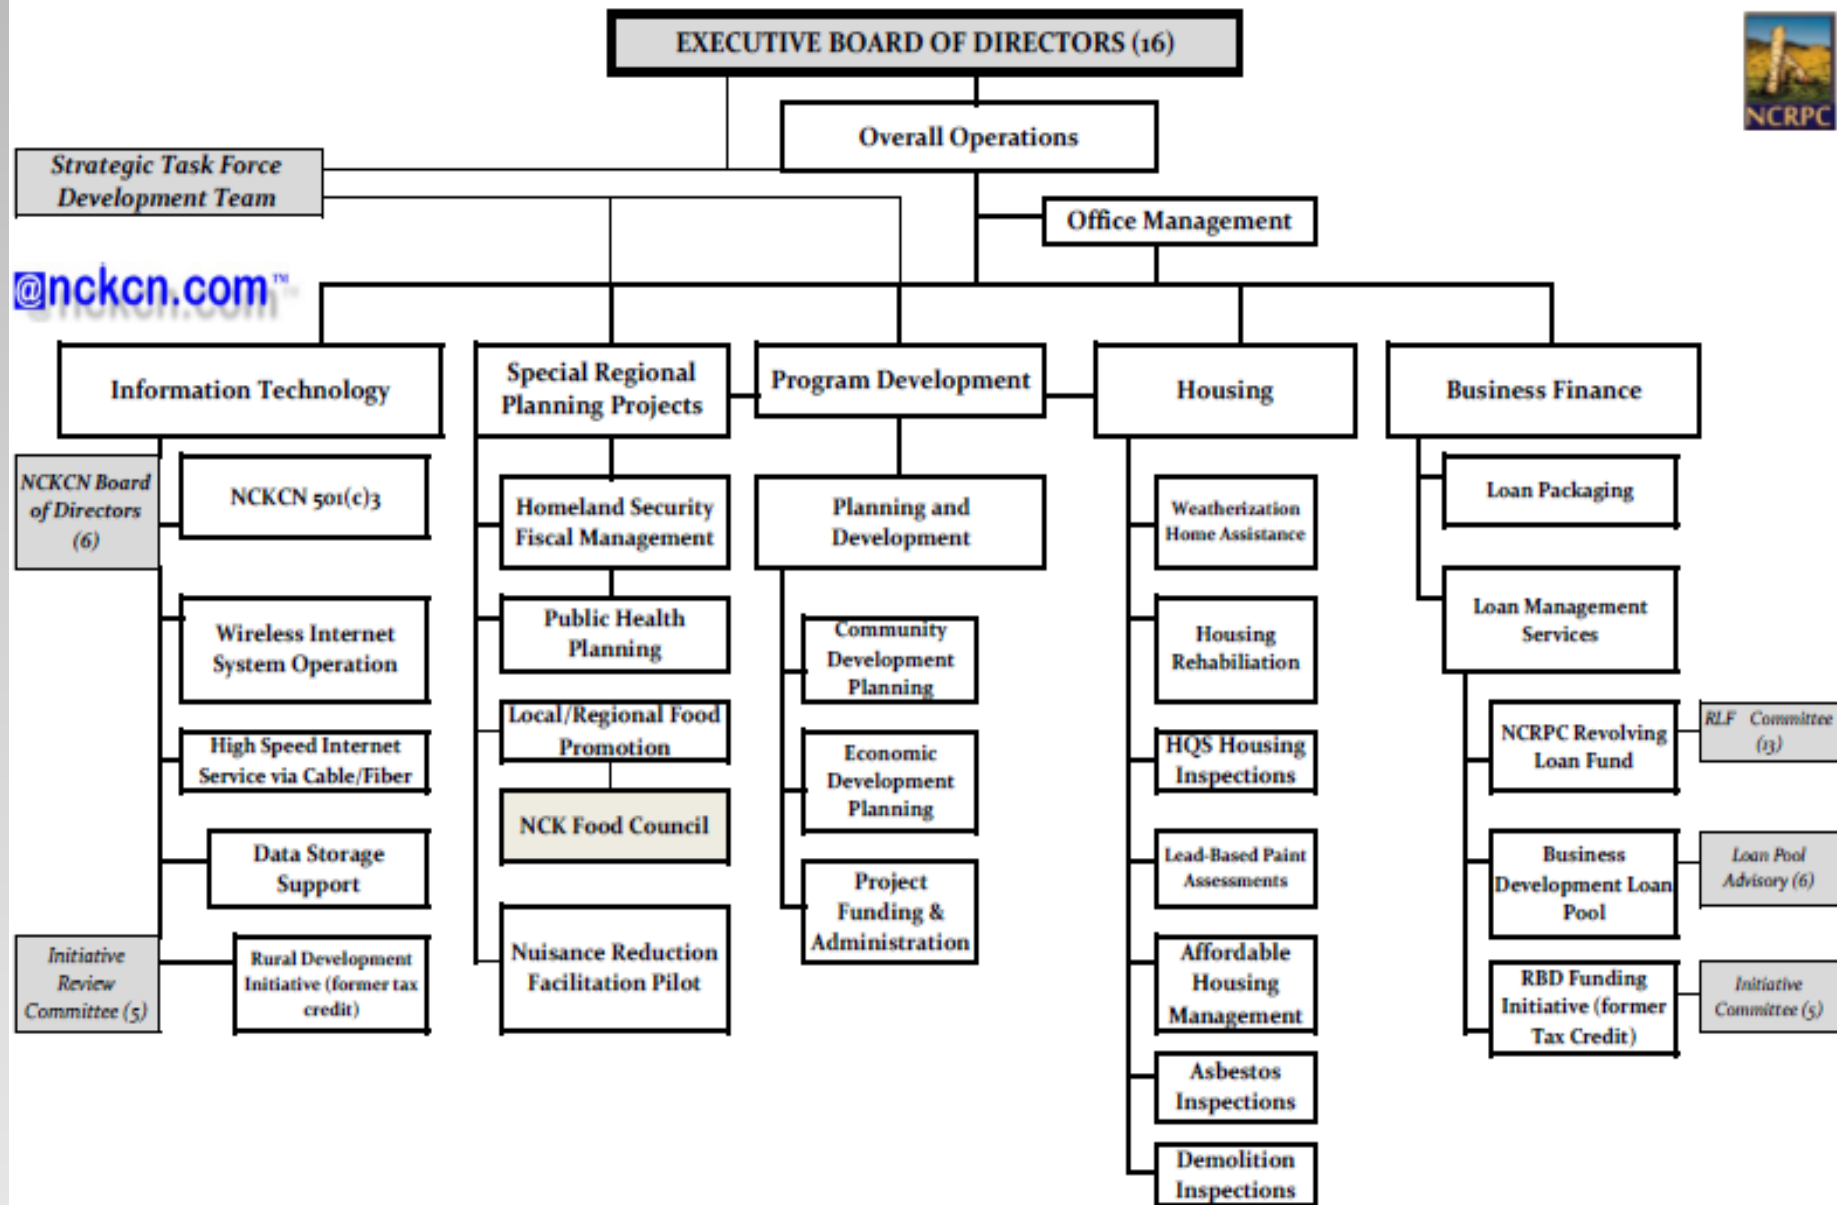 EXECUTIVE BOARD OF DIRECTORS (16)
NCRPC
Overall Operations
Strategic Task Force
Development Team
Office Management
@nckcn.com™
Information Technology
Special Regional
Planning Projects
Program Development
Housing
Business Finance
NCKCN Board
of Directors
(6)
NCKCN 501(c)3
Wireless Internet
System Operation
High Speed Internet
Service via Cable/Fiber
Data Storage
Support
Initiative
Review
Committee (5)
Rural Development
Initiative (former tax
credit)
Homeland Security
Fiscal Management
Public Health
Planning
Local/Regional Food
Promotion
NCK Food Council
Nuisance Reduction
Facilitation Pilot
Planning and
Development
Community
Development
Planning
Economic
Development
Planning
Project
Funding &
Administration
Weatherization
Home Assistance
Housing
Rehabiliation
HQS Housing
Inspections
Lead-Based Paint
Assessments
Affordable
Housing
Management
Asbestos
Inspections
Demolition
Inspections
Loan Packaging
Loan Management
Services
NCRPC Revolving
Loan Fund
RLF Committee
(13)
Business
Development Loan
Pool
Loan Pool
Advisory (6)
RBD Funding
Initiative (former
Tax Credit)
Initiative
Committee (5)